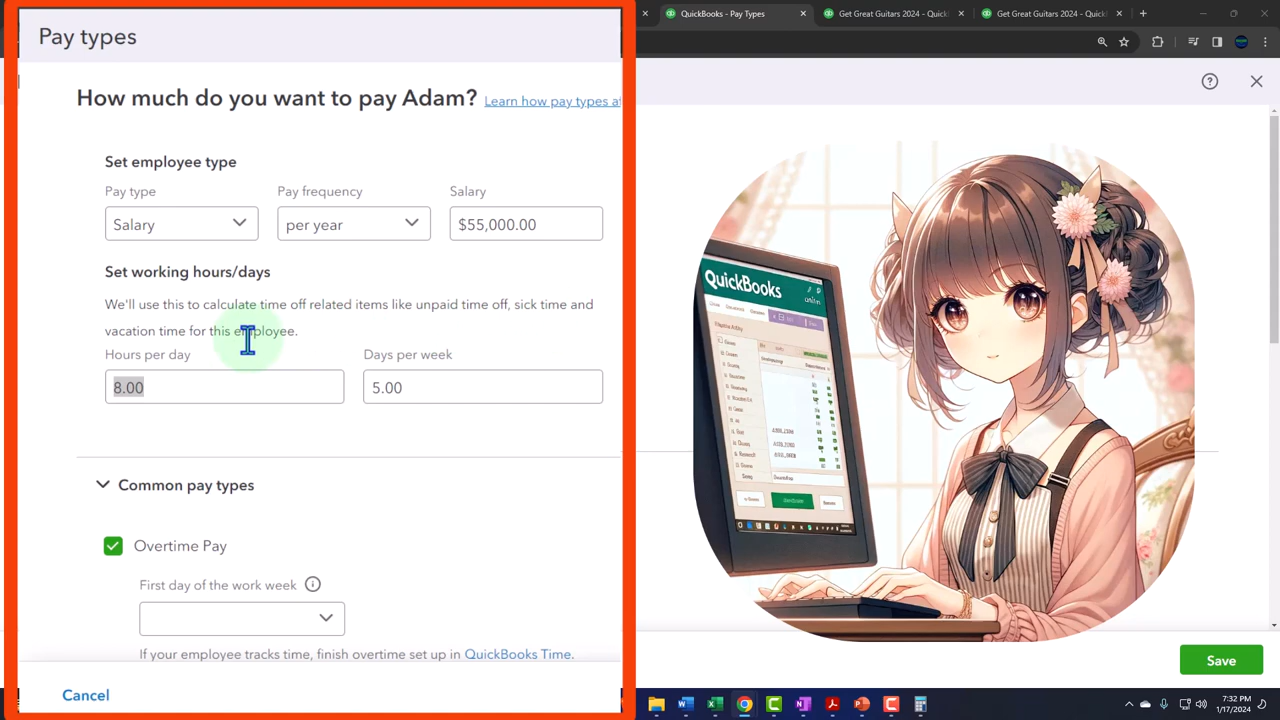 QuickBooks - Pay Types
Get Great Guitars 2024 - QuickB
Get Great Guitars 2024 - QuickB
Pay types
How much do you want to pay Adam? Learn how pay types af
Set employee type
Pay type
Pay frequency
Salary
Salary
per year
$55,000.00
Set working hours/days
We'll use this to calculate time off related items like unpaid time off, sick time and
vacation time for this employee.
Hours per day
Days per week
8.00
5.00
Common pay types
Overtime Pay
First day of the work week
If your employee tracks time, finish overtime set up in QuickBooks Time.
Cancel
QuickBooks
Save
7:32 PM
1/17/2024